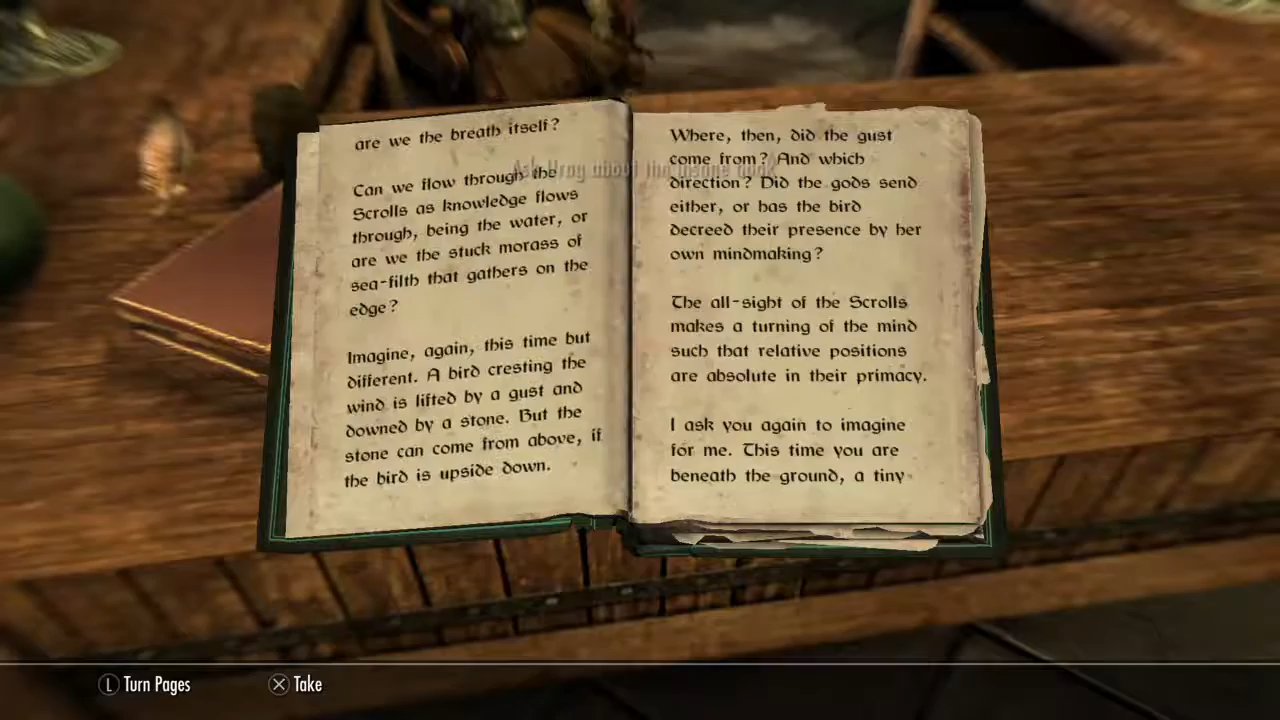 are we the breath itself?
Can we flow through the
Scrolls as knowledge flows
through, being the water, or
are we the stuck morass of
sea-filth that gathers on the
edge?
Imagine, again, this time but
different. A bird cresting the
wind is lifted by a gust and
downed by a stone. But the
stone can come from above, if
the bird is upside down.
Where, then, did the gust
come from? And which
direction? Did the gods send
either, or has the bird
decreed their presence by her
own mindmaking?
The all-sight of the Scrolls
makes a turning of the mind
such that relative positions
are absolute in their primacy.
I ask you again to imagine
for me. This time you are
beneath the ground, a tiny
Ask Urag about the insane book
L Turn Pages
X Take